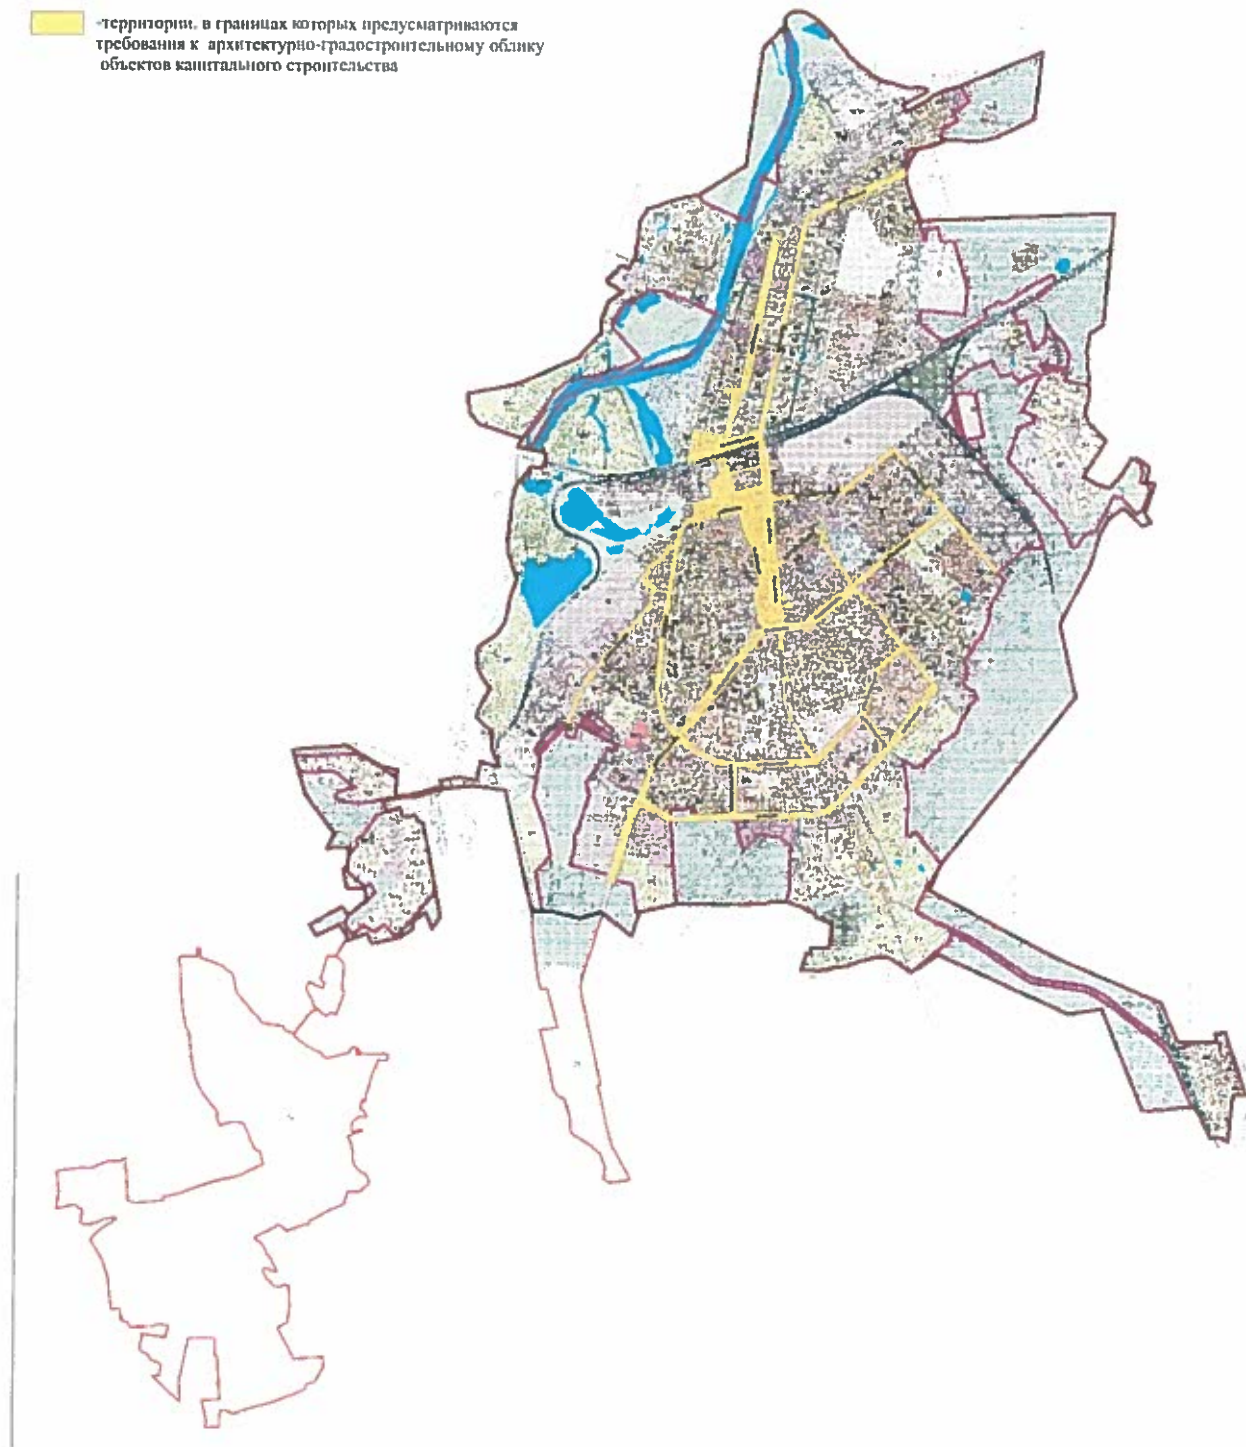 -территории, в границах которых предусматриваются
требования к архитектурно-градостроительному облику
объектов капитального строительства